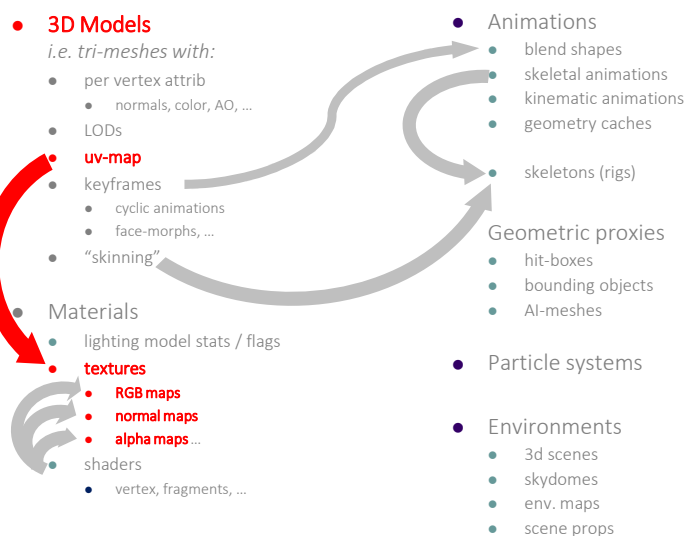 3D Models
i.e. tri-meshes with:
per vertex attrib
normals, color, AO, …
LODs
uv-map
keyframes
cyclic animations
face-morphs, …
“skinning”
Materials
lighting model stats / flags
textures
RGB maps
normal maps
alpha maps …
shaders
vertex, fragments, …
Animations
blend shapes
skeletal animations
kinematic animations
geometry caches
skeletons (rigs)
Geometric proxies
hit-boxes
bounding objects
AI-meshes
Particle systems
Environments
3d scenes
skydomes
env. maps
scene props